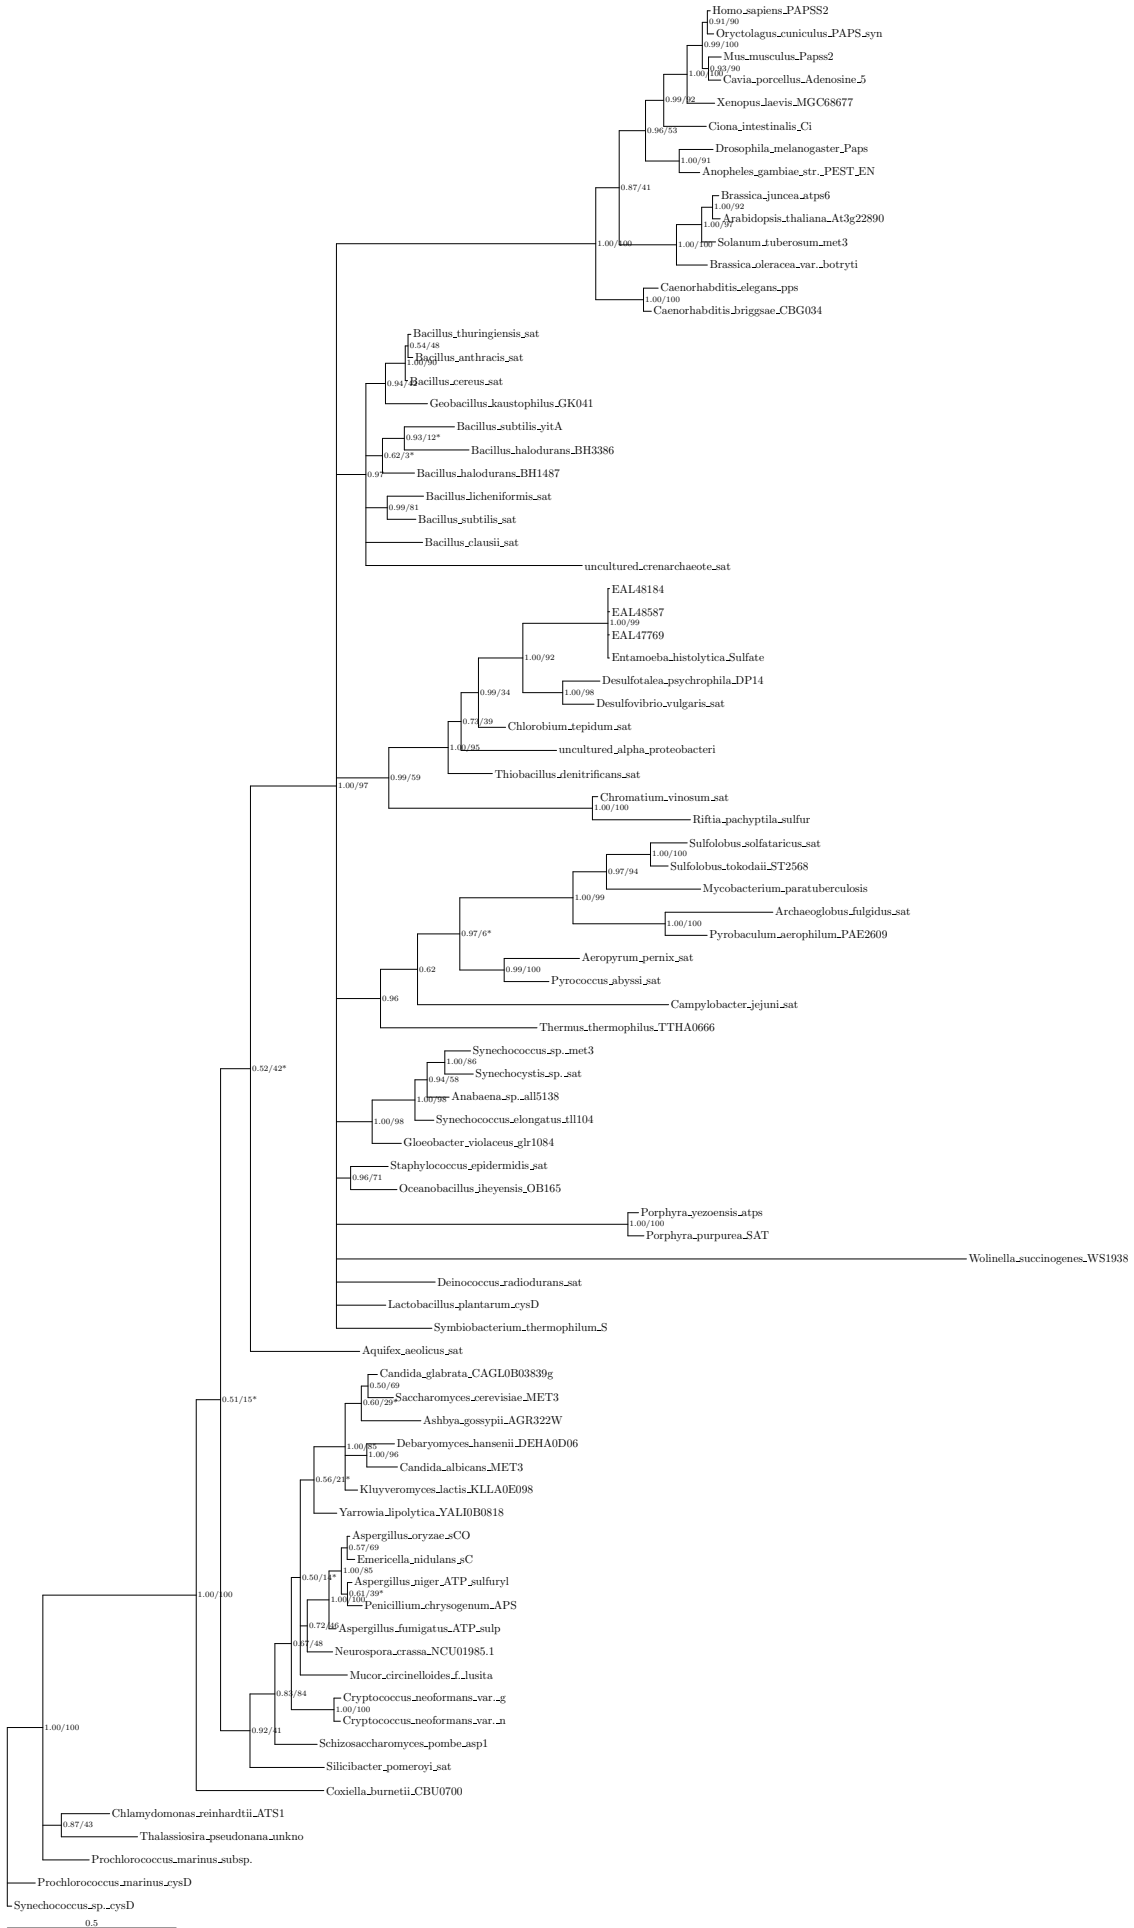 Homo_sapiens_PAPSS2
0.91/90
Oryctolagus_cuniculus_PAPS_syn
0.99/100
Mus_musculus_Papss2
0.93/90
1.00/100
Cavia_porcellus_Adenosine_5
0.99/92
Xenopus_laevis_MGC68677
Ciona_intestinalis_Ci
0.96/53
Drosophila_melanogaster_Paps
1.00/91
Anopheles_gambiae_str._PEST_EN
0.87/41
Brassica_juncea_atps6
1.00/92
Arabidopsis_thaliana_At3g22890
1.00/97
Solanum_tuberosum_met3
1.00/100
1.00/100
Brassica_oleracea_var._botryti
Caenorhabditis_elegans_pps
1.00/100
Caenorhabditis_briggsae_CBG034
Bacillus_thuringiensis_sat
0.54/48
Bacillus_anthracis_sat
1.00/90
Bacillus_cereus_sat
Geobacillus_kaustophilus_GK041
Bacillus_subtilis_yitA
0.93/12*
Bacillus_halodurans_BH3386
0.62/3*
Bacillus_halodurans_BH1487
0.97
Bacillus_licheniformis_sat
0.99/81
Bacillus_subtilis_sat
Bacillus_clausii_sat
uncultured_crenarchaeote_sat
EAL48184
EAL48587
1.00/99
EAL47769
Entamoeba_histolytica_Sulfate
1.00/92
Desulfotalea_psychrophila_DP14
0.99/34
1.00/98
Desulfovibrio_vulgaris_sat
0.73/39
Chlorobium_tepidum_sat
1.00/95
uncultured_alpha_proteobacteri
Thiobacillus_denitrificans_sat
0.99/59
1.00/97
Chromatium_vinosum_sat
1.00/100
Riftia_pachyptila_sulfur
Sulfolobus_solfataricus_sat
1.00/100
Sulfolobus_tokodaii_ST2568
0.97/94
Mycobacterium_paratuberculosis
1.00/99
Archaeoglobus_fulgidus_sat
1.00/100
Pyrobaculum_aerophilum_PAE2609
0.97/6*
Aeropyrum_pernix_sat
0.62
0.99/100
Pyrococcus_abyssi_sat
0.96
Campylobacter_jejuni_sat
Thermus_thermophilus_TTHA0666
Synechococcus_sp._met3
1.00/86
0.52/42*
Synechocystis_sp._sat
0.94/58
Anabaena_sp._all5138
1.00/98
Synechococcus_elongatus_tll104
1.00/98
Gloeobacter_violaceus_glr1084
Staphylococcus_epidermidis_sat
0.96/71
Oceanobacillus_iheyensis_OB165
Porphyra_yezoensis_atps
1.00/100
Porphyra_purpurea_SAT
Wolinella_succinogenes_WS1938
Deinococcus_radiodurans_sat
Lactobacillus_plantarum_cysD
Symbiobacterium_thermophilum_S
Aquifex_aeolicus_sat
Candida_glabrata_CAGL0B03839g
0.50/69
Saccharomyces_cerevisiae_MET3
0.51/15*
0.60/29*
Ashbya_gossypii_AGR322W
Debaryomyces_hansenii_DEHA0D06
1.00/85
1.00/96
Candida_albicans_MET3
0.56/21*
Kluyveromyces_lactis_KLLA0E098
Yarrowia_lipolytica_YALI0B0818
Aspergillus_oryzae_sCO
0.57/69
Emericella_nidulans_sC
1.00/85
0.50/14*
Aspergillus_niger_ATP_sulfuryl
0.61/39*
1.00/100
1.00/100
Penicillium_chrysogenum_APS
0.72/46
Aspergillus_fumigatus_ATP_sulp
0.67/48
Neurospora_crassa_NCU01985.1
Mucor_circinelloides_f._lusita
0.83/84
Cryptococcus_neoformans_var._g
1.00/100
Cryptococcus_neoformans_var._n
1.00/100
0.92/41
Schizosaccharomyces_pombe_asp1
Silicibacter_pomeroyi_sat
Coxiella_burnetii_CBU0700
Chlamydomonas_reinhardtii_ATS1
0.87/43
Thalassiosira_pseudonana_unkno
Prochlorococcus_marinus_subsp.
Prochlorococcus_marinus_cysD
Synechococcus_sp._cysD
0.5